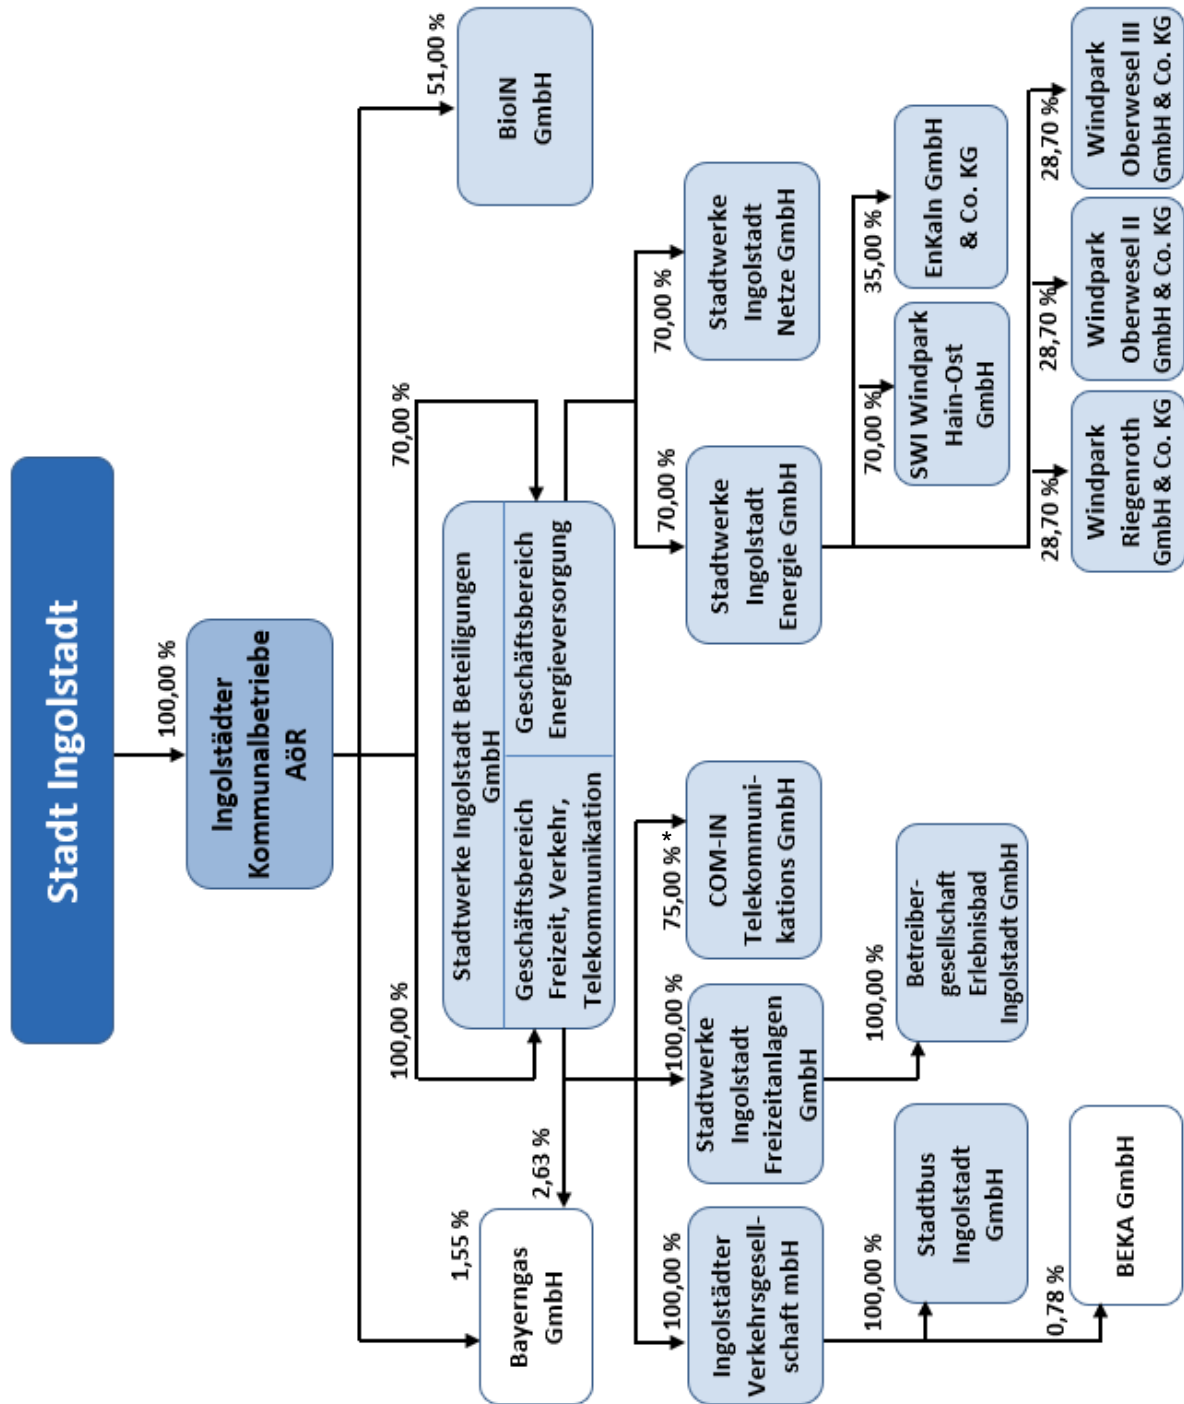 Stadt Ingolstadt
100,00 %
Ingolstädter
Kommunalbetriebe
AöR
1,55 %
100,00 %
70,00 %
51,00 %
Bayerngas
GmbH
2,63 %
Stadtwerke Ingolstadt Beteiligungen
GmbH
Geschäftsbereich
Freizeit, Verkehr,
Telekommunikation
Geschäftsbereich
Energieversorgung
BioIN
GmbH
100,00 %
100,00 %
75,00 % *
70,00 %
70,00 %
Ingolstädter
Verkehrsgesell-
schaft mbH
Stadtwerke
Ingolstadt
Freizeitanlagen
GmbH
COM-IN
Telekommuni-
kations GmbH
Stadtwerke
Ingolstadt
Energie GmbH
Stadtwerke
Ingolstadt
Netze GmbH
100,00 %
100,00 %
70,00 %
35,00 %
Stadtbus
Ingolstadt
GmbH
Betreiber-
gesellschaft
Erlebnisbad
Ingolstadt GmbH
SWI Windpark
Hain-Ost
GmbH
EnKaIn GmbH
& Co. KG
0,78 %
28,70 %
28,70 %
28,70 %
BEKA GmbH
Windpark
Riegenroth
GmbH & Co. KG
Windpark
Oberwesel II
GmbH & Co. KG
Windpark
Oberwesel III
GmbH & Co. KG